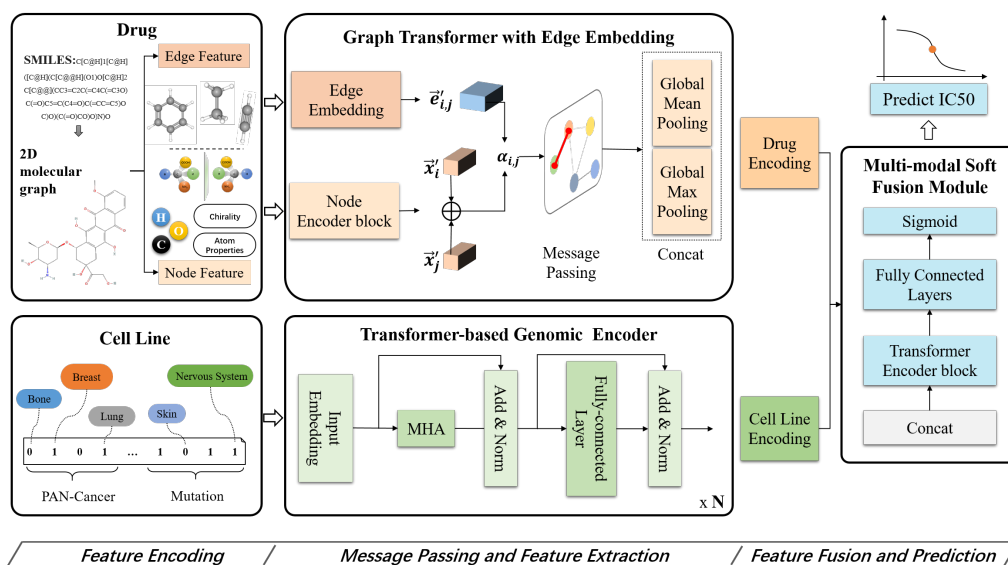 Drug
SMILES:C[C@H]1[C@H]
([C@H](C[C@@H](O1)O[C@H]2
C[C@@](CC3=C2C(=C4C(=C3O)
C(=O)C5=C(C4=O)C(=CC=C5)O
C)O)(C(=O)CO)O)N)O
2D
molecular
graph
Edge Feature
H
O
C
Chirality
Atom
Properties
Node Feature
Graph Transformer with Edge Embedding
Edge
Embedding
Node
Encoder block
e⃗′i,j
x⃗′i
x⃗′j
αi,j
Message
Passing
Global
Mean
Pooling
Global
Max
Pooling
Concat
Cell Line
Bone
Breast
Lung
Skin
Nervous System
0 1 0 1 ... 1 0 1 1
PAN-Cancer
Mutation
Transformer-based Genomic Encoder
Input
Embedding
MHA
Add & Norm
Fully-connected
Layer
Add & Norm
x N
Drug
Encoding
Cell Line
Encoding
Predict IC50
Multi-modal Soft
Fusion Module
Sigmoid
Fully Connected
Layers
Transformer
Encoder block
Concat
Feature Encoding
Message Passing and Feature Extraction
Feature Fusion and Prediction